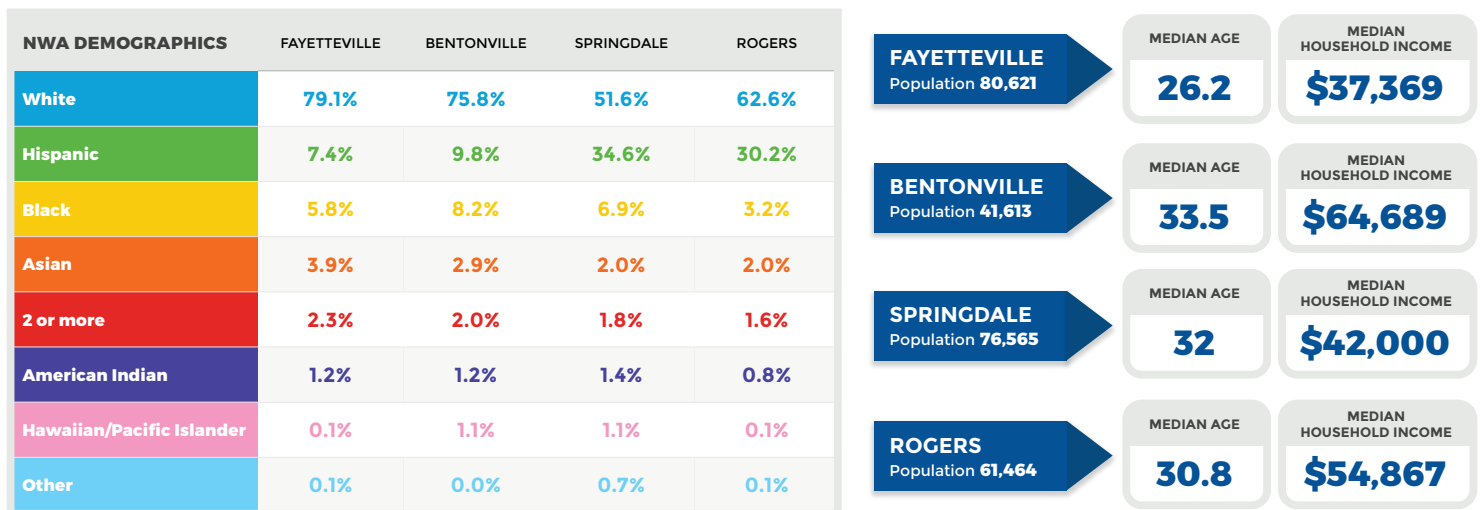 NWA DEMOGRAPHICS FAYETTEVILLE BENTONVILLE SPRINGDALE ROGERS
White 79.1% 75.8% 51.6% 62.6%
Hispanic 7.4% 9.8% 34.6% 30.2%
Black 5.8% 8.2% 6.9% 3.2%
Asian 3.9% 2.9% 2.0% 2.0%
2 or more 2.3% 2.0% 1.8% 1.6%
American Indian 1.2% 1.2% 1.4% 0.8%
Hawaiian/Pacific Islander 0.1% 1.1% 1.1% 0.1%
Other 0.1% 0.0% 0.7% 0.1%
FAYETTEVILLE
Population 80,621
MEDIAN AGE
26.2
MEDIAN
HOUSEHOLD INCOME
$37,369
BENTONVILLE
Population 41,613
MEDIAN AGE
33.5
MEDIAN
HOUSEHOLD INCOME
$64,689
SPRINGDALE
Population 76,565
MEDIAN AGE
32
MEDIAN
HOUSEHOLD INCOME
$42,000
ROGERS
Population 61,464
MEDIAN AGE
30.8
MEDIAN
HOUSEHOLD INCOME
$54,867